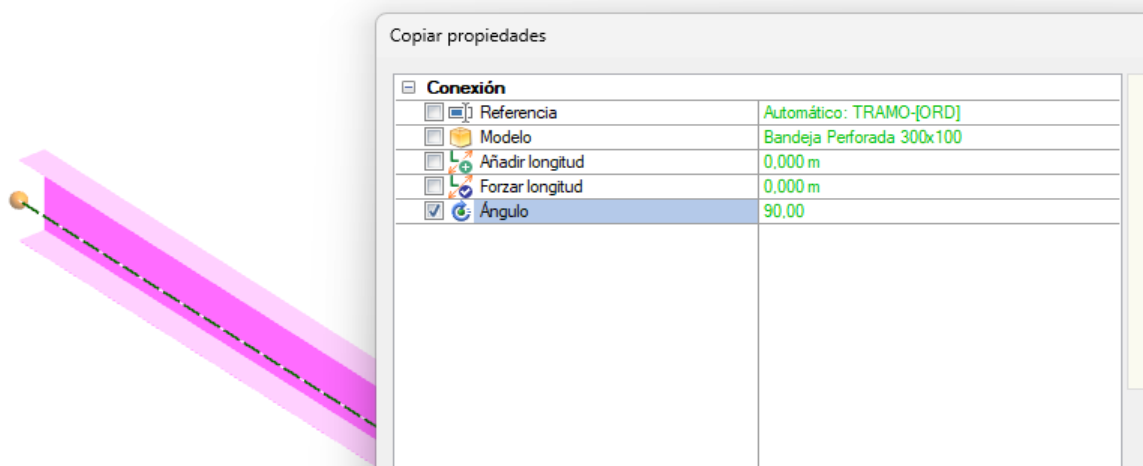 Copiar propiedades
Conexión
Referencia Automático: TRAMO-[ORD]
Modelo Bandeja Perforada 300x100
Añadir longitud 0,000 m
Forzar longitud 0,000 m
Ángulo 90,00